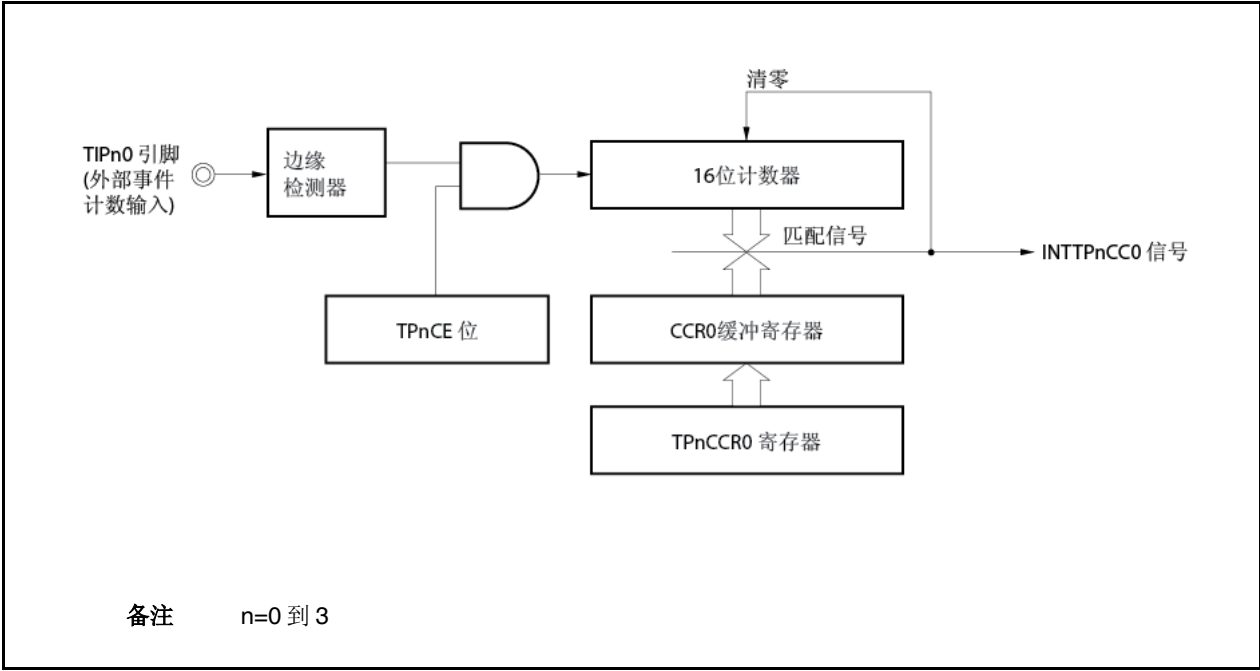 清零
TIPn0 引脚
(外部事件
计数输入)
边缘
检测器
16位计数器
匹配信号
INTTPnCC0 信号
TPnCE 位
CCR0缓冲寄存器
TPnCCR0 寄存器
备注 n=0 到 3